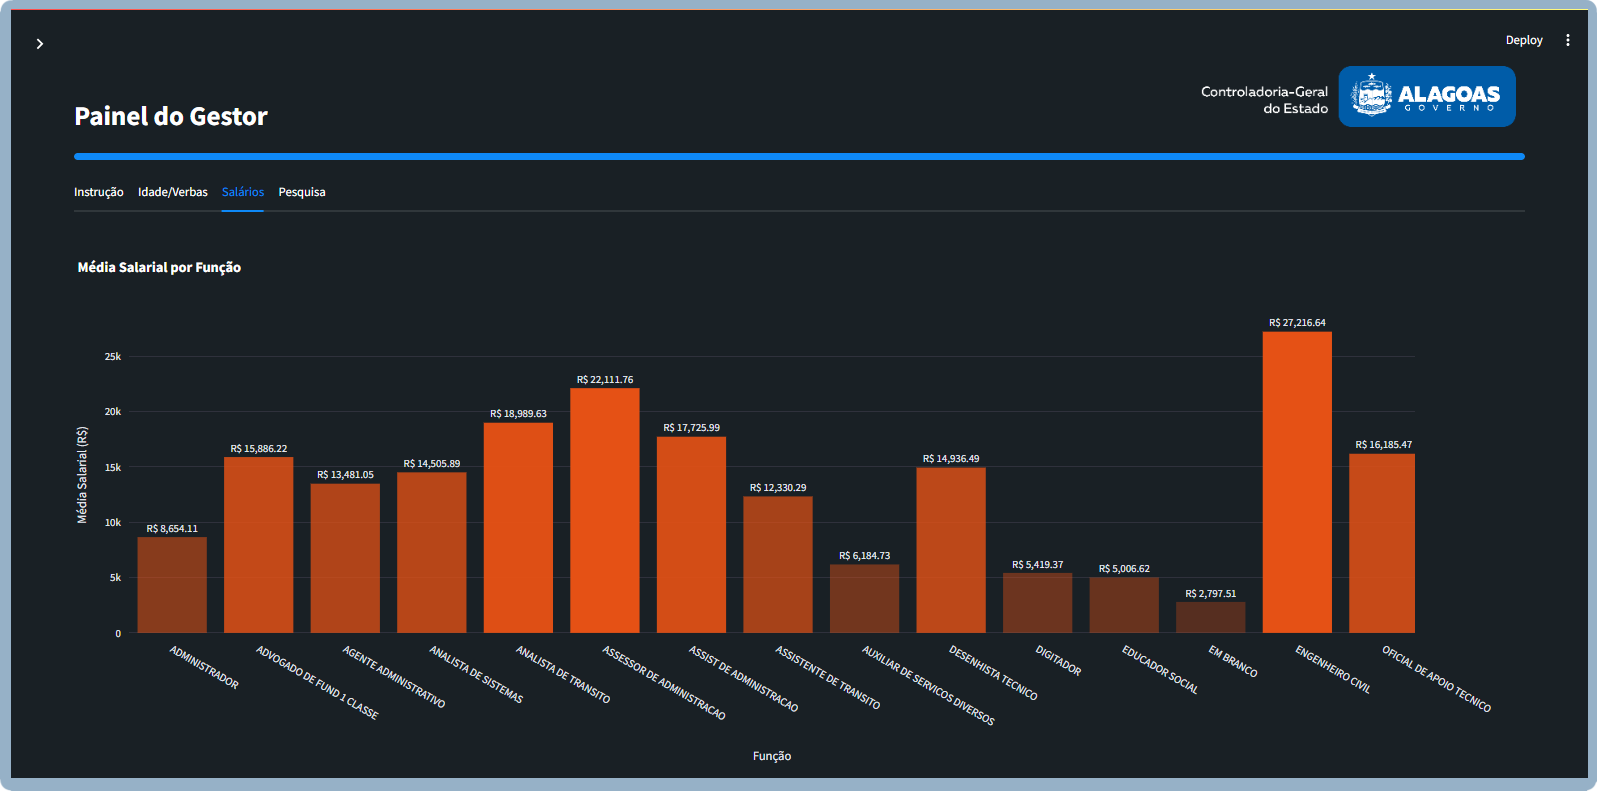 Deploy
Controladoria-Geral
do Estado
ALAGOAS
GOVERNO
Painel do Gestor
Instrução Idade/Verbas Salários Pesquisa
Média Salarial por Função
Média Salarial (R$)
25k
20k
15k
10k
5k
0
R$ 8,654.11
R$ 15,886.22
R$ 13,481.05
R$ 14,505.89
R$ 18,989.63
R$ 22,111.76
R$ 17,725.99
R$ 12,330.29
R$ 6,184.73
R$ 14,936.49
R$ 5,419.37
R$ 5,006.62
R$ 2,797.51
R$ 27,216.64
R$ 16,185.47
ADMINISTRADOR
ADVOGADO DE FUND 1 CLASSE
AGENTE ADMINISTRATIVO
ANALISTA DE SISTEMAS
ANALISTA DE TRANSITO
ASSESSOR DE ADMINISTRACAO
ASSIST DE ADMINISTRACAO
ASSISTENTE DE TRANSITO
AUXILIAR DE SERVICOS DIVERSOS
DESENHISTA TECNICO
DIGITADOR
EDUCADOR SOCIAL
EM BRANCO
ENGENHEIRO CIVIL
OFICIAL DE APOIO TECNICO
Função